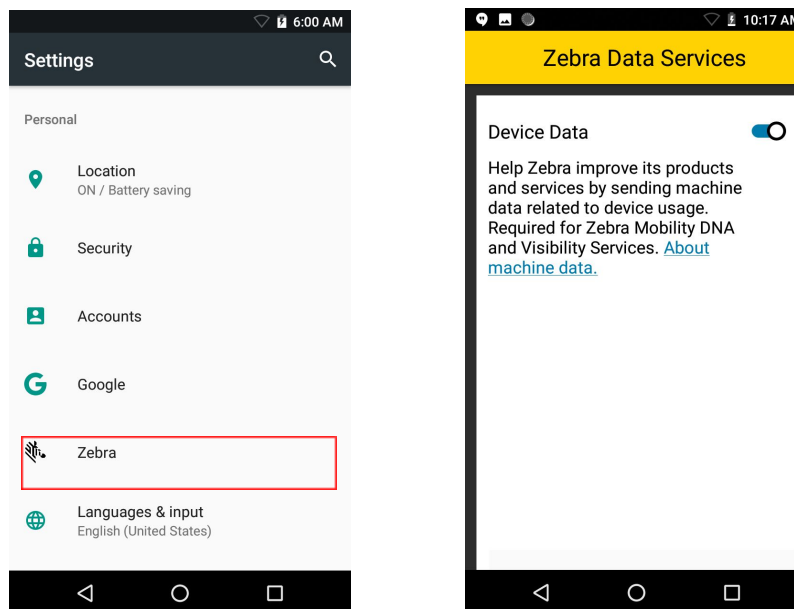 6:00 AM
Settings
Personal
Location
ON / Battery saving
Security
Accounts
Google
Zebra
Languages & input
English (United States)
10:17 AM
Zebra Data Services
Device Data
Help Zebra improve its products
and services by sending machine
data related to device usage.
Required for Zebra Mobility DNA
and Visibility Services. About
machine data.